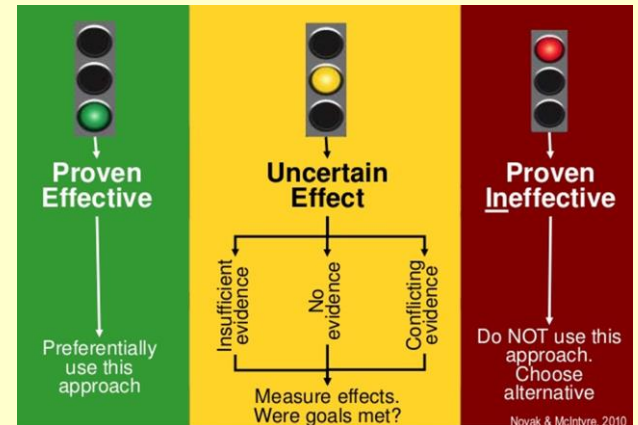 Proven
Effective
Preferentially
use this
approach
Uncertain
Effect
Insufficient
evidence
No
evidence
Conflicting
evidence
Measure effects.
Were goals met?
Proven
Ineffective
Do NOT use this
approach.
Choose
alternative
Novak & McIntyre, 2010